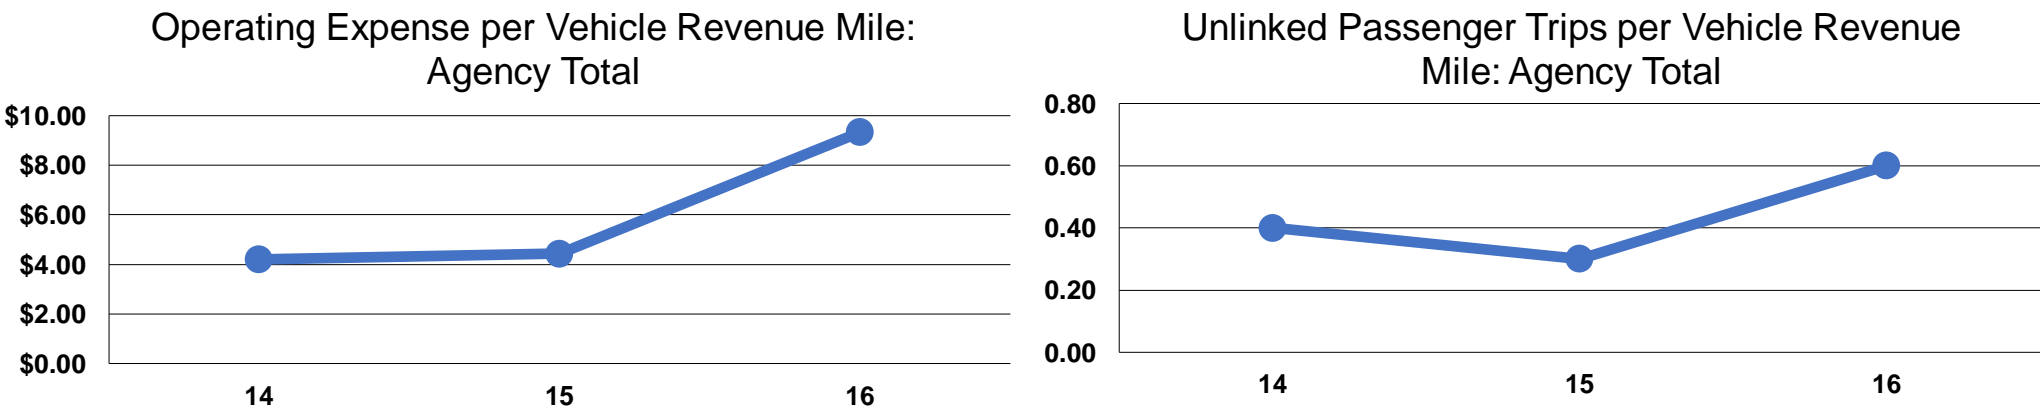 Operating Expense per Vehicle Revenue Mile:
Agency Total
$10.00
$8.00
$6.00
$4.00
$2.00
$0.00
14 15 16
Unlinked Passenger Trips per Vehicle Revenue
Mile: Agency Total
0.80
0.60
0.40
0.20
0.00
14 15 16